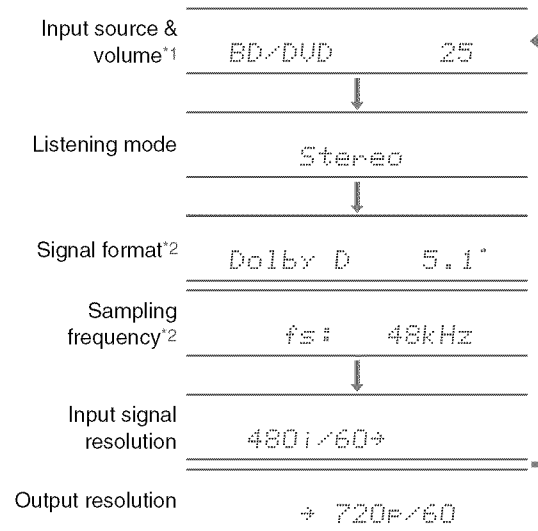 Input source &
volume*1
BD/DVD 25
Listening mode
Stereo
Signal format*2
Dolby D 5.1
Sampling
frequency*2
fs: 48kHz
Input signal
resolution
480i/60→
Output resolution
→ 720p/60